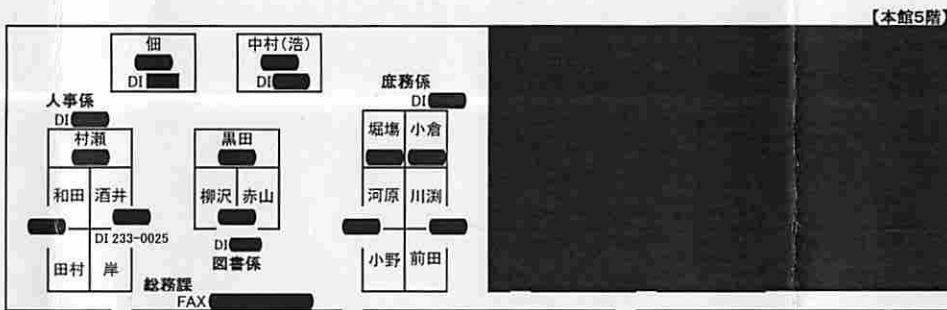 【本館5階】
佃
DI
中村(浩)
DI
人事係
DI
村瀬
和田 酒井
DI 233-0025
田村 岸
黒田
柳沢 赤山
DI
図書係
庶務係
DI
堀場 小倉
河原 川渕
小野 前田
総務課
FAX